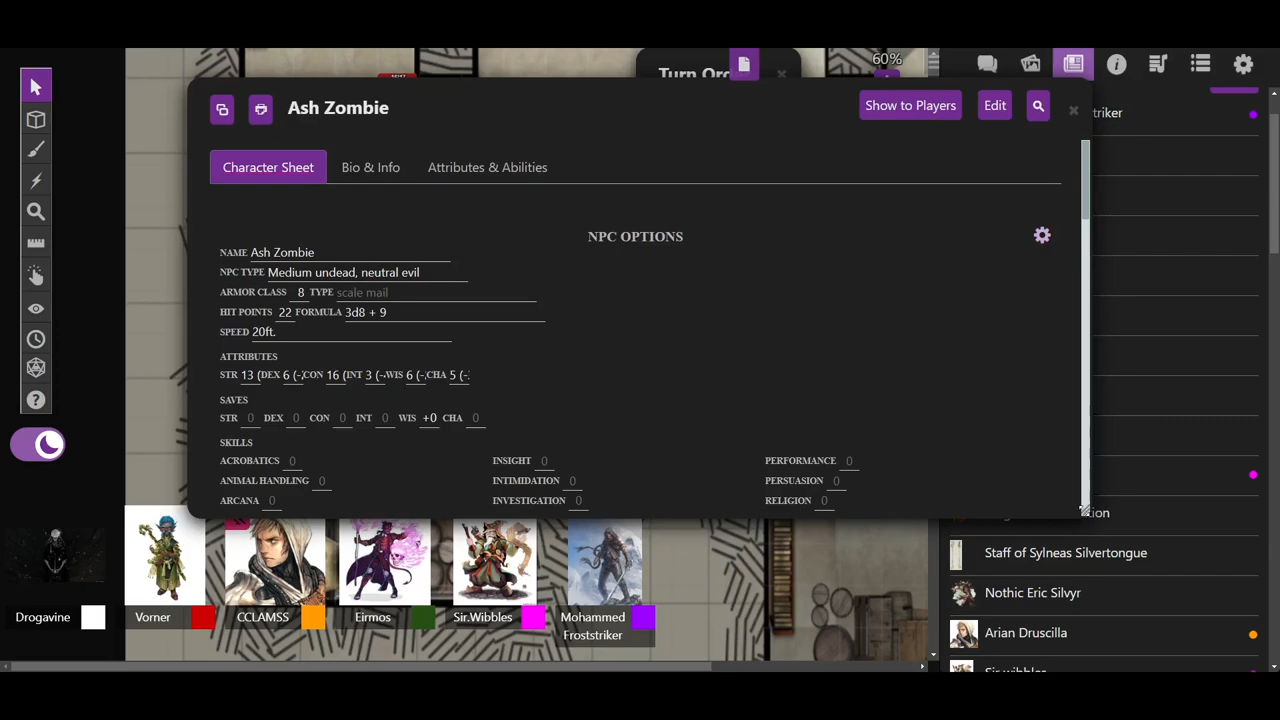 60%
Turn Orc
Ash Zombie
Show to Players
Edit
Character Sheet
Bio & Info
Attributes & Abilities
NPC OPTIONS
NAME Ash Zombie
NPC TYPE Medium undead, neutral evil
ARMOR CLASS 8 TYPE scale mail
HIT POINTS 22 FORMULA 3d8 + 9
SPEED 20ft.
ATTRIBUTES
STR 13 ( DEX 6 (- CON 16 ( INT 3 (- WIS 6 (- CHA 5 (-
SAVES
STR 0 DEX 0 CON 0 INT 0 WIS +0 CHA 0
SKILLS
ACROBATICS 0 INSIGHT 0 PERFORMANCE 0
ANIMAL HANDLING 0 INTIMIDATION 0 PERSUASION 0
ARCANA 0 INVESTIGATION 0 RELIGION 0
Drogavine
Vorner
CCLAMSS
Eirmos
Sir.Wibbles
Mohammed
Froststriker
triker
ion
Staff of Sylneas Silvertongue
Nothic Eric Silvyr
Arian Druscilla
Sir wibbles